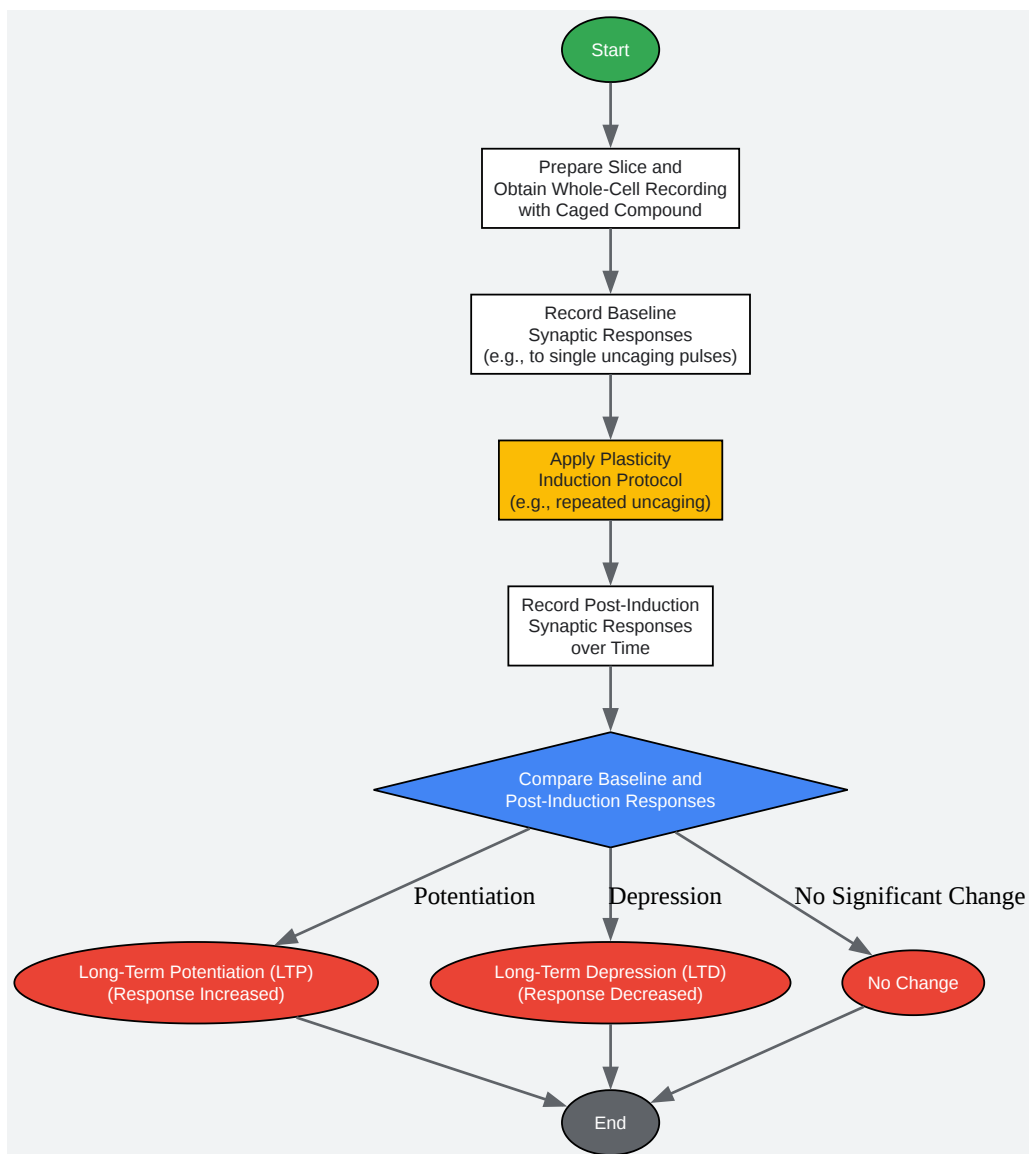 Start
Prepare Slice and
Obtain Whole-Cell Recording
with Caged Compound
Record Baseline
Synaptic Responses
(e.g., to single uncaging pulses)
Apply Plasticity
Induction Protocol
(e.g., repeated uncaging)
Record Post-Induction
Synaptic Responses
over Time
Compare Baseline and
Post-Induction Responses
Potentiation
Depression
No Significant Change
Long-Term Potentiation (LTP)
(Response Increased)
Long-Term Depression (LTD)
(Response Decreased)
No Change
End